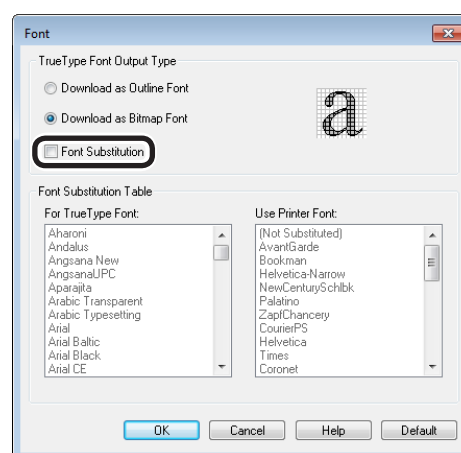 Font
TrueType Font Output Type
Download as Outline Font
Download as Bitmap Font
a
Font Substitution
Font Substitution Table
For TrueType Font:
Aharoni
Andalus
Angsana New
AngsanaUPC
Aparajita
Arabic Transparent
Arabic Typesetting
Arial
Arial Baltic
Arial Black
Arial CE
Use Printer Font:
(Not Substituted)
AvantGarde
Bookman
Helvetica-Narrow
NewCenturySchlbk
Palatino
ZapfChancery
CourierPS
Helvetica
Times
Coronet
OK Cancel Help Default